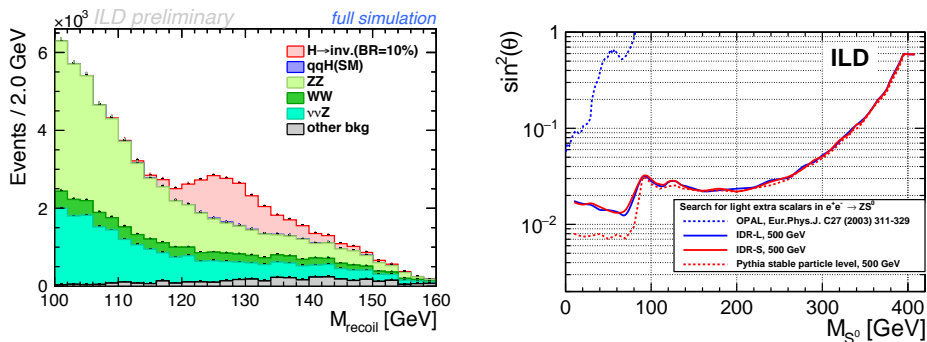 ILD preliminary
full simulation
×10³
Events / 2.0 GeV
6
4
2
0
H→inv.(BR=10%)
qqH(SM)
ZZ
WW
ννZ
other bkg
100 110 120 130 140 150 160
M_recoil [GeV]
sin²(θ)
1
10⁻¹
10⁻²
ILD
Search for light extra scalars in e⁺e⁻ → ZS⁰
OPAL, Eur.Phys.J. C27 (2003) 311-329
IDR-L, 500 GeV
IDR-S, 500 GeV
Pythia stable particle level, 500 GeV
0 100 200 300 400
M_S⁰ [GeV]